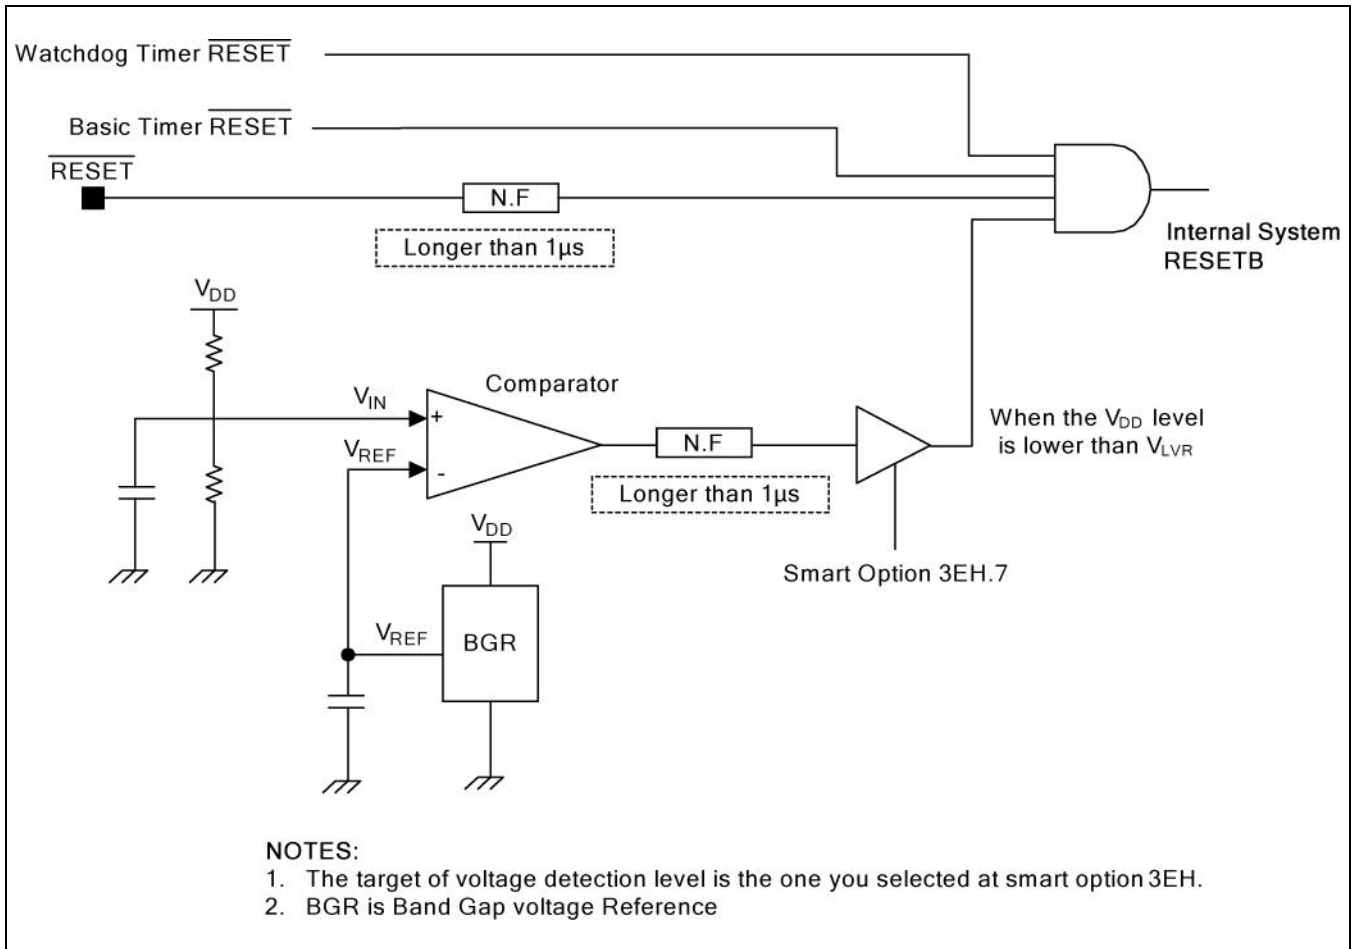 Watchdog Timer RESET
Basic Timer RESET
RESET
N.F
Longer than 1µs
Internal System
RESETB
VDD
Comparator
VIN
+
VREF
-
N.F
Longer than 1µs
When the VDD level
is lower than VLVR
Smart Option 3EH.7
VDD
VREF
BGR
NOTES:
1. The target of voltage detection level is the one you selected at smart option 3EH.
2. BGR is Band Gap voltage Reference